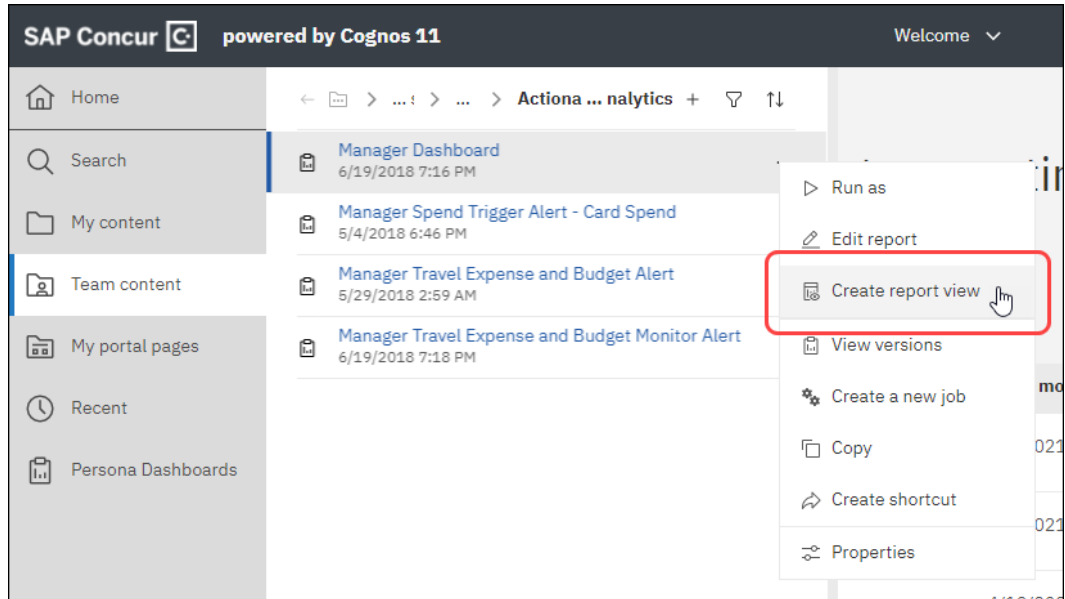 SAP Concur C powered by Cognos 11
Welcome
Home
... Actiona ... nalytics +
Search
My content
Team content
My portal pages
Recent
Persona Dashboards
Manager Dashboard
6/19/2018 7:16 PM
Manager Spend Trigger Alert - Card Spend
5/4/2018 6:46 PM
Manager Travel Expense and Budget Alert
5/29/2018 2:59 AM
Manager Travel Expense and Budget Monitor Alert
6/19/2018 7:18 PM
Run as
Edit report
Create report view
View versions
Create a new job
Copy
Create shortcut
Properties
mo
021
021